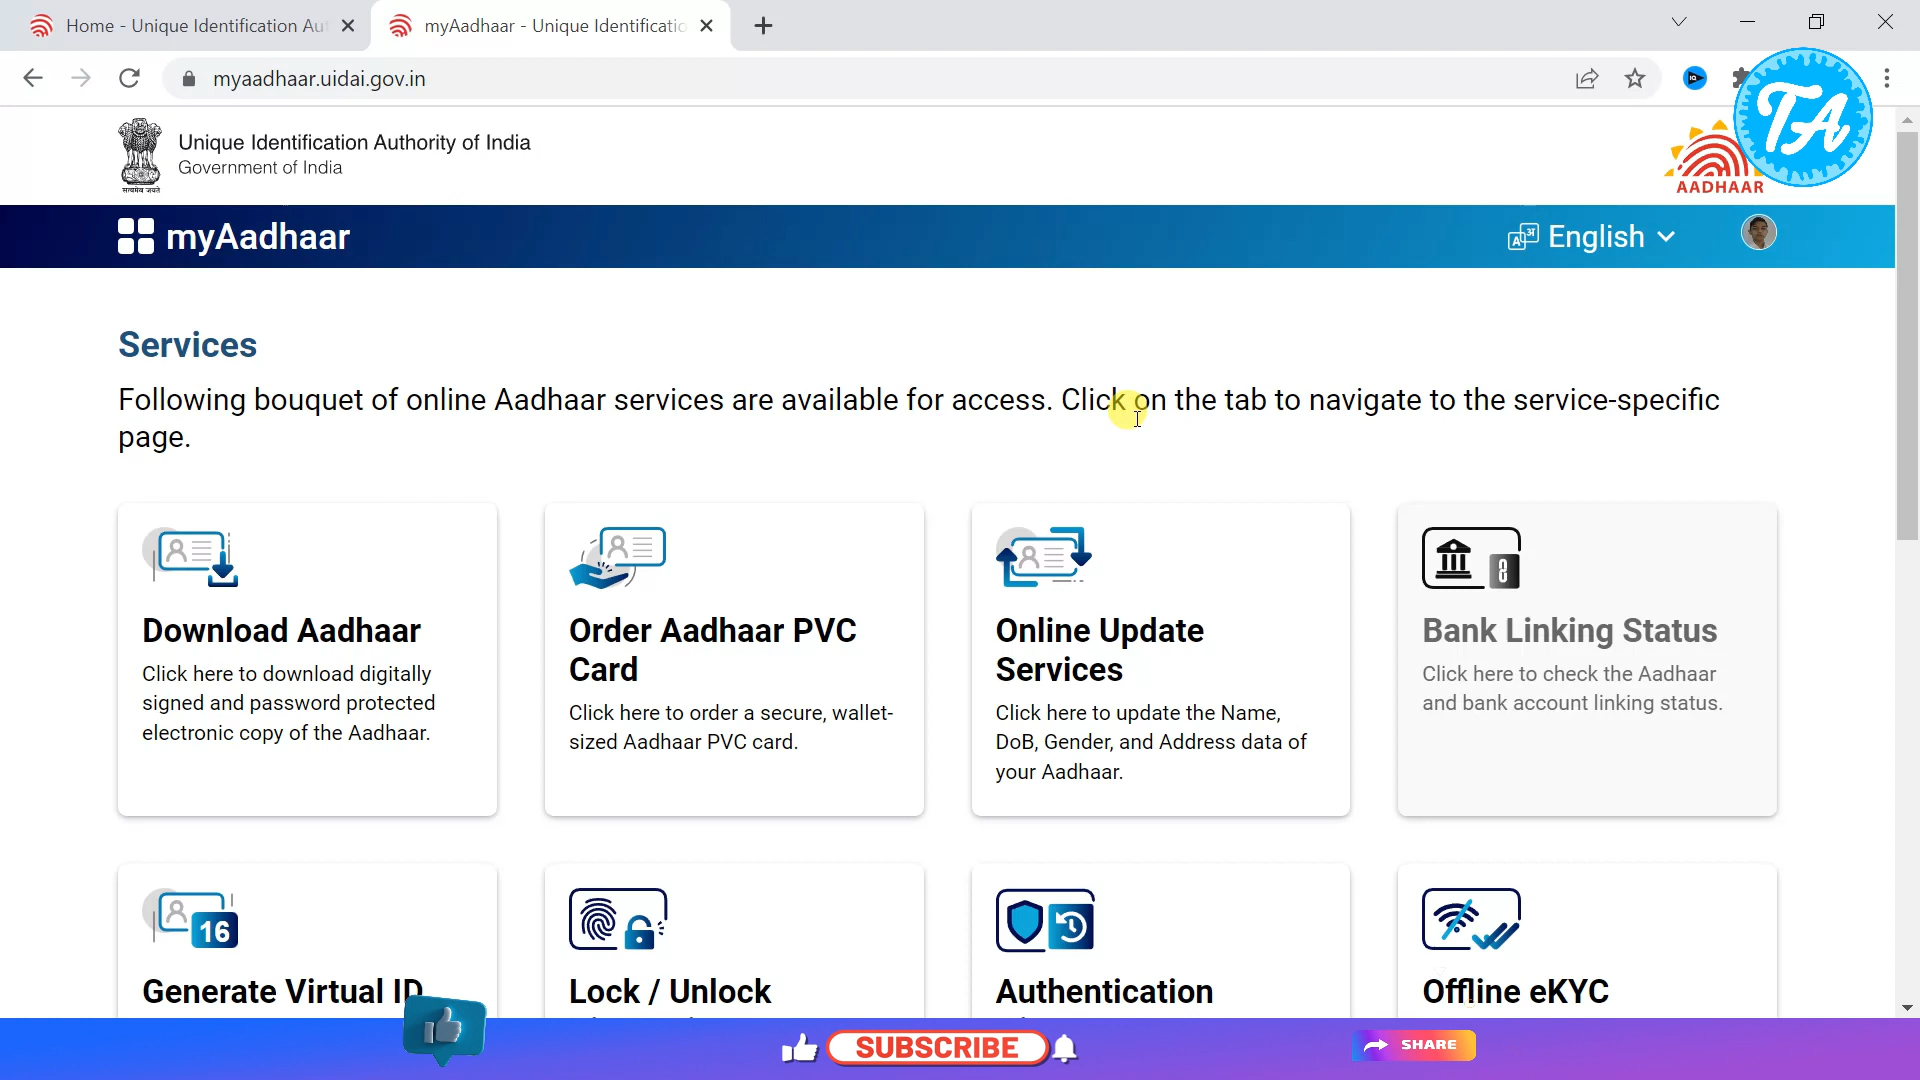 Home - Unique Identification Au
myAadhaar - Unique Identificatio
myaadhaar.uidai.gov.in
TA
सत्यमेव जयते
Unique Identification Authority of India
Government of India
AADHAAR
myAadhaar
English
Services
Following bouquet of online Aadhaar services are available for access. Click on the tab to navigate to the service-specific
page.
Download Aadhaar
Click here to download digitally
signed and password protected
electronic copy of the Aadhaar.
Order Aadhaar PVC
Card
Click here to order a secure, wallet-
sized Aadhaar PVC card.
Online Update
Services
Click here to update the Name,
DoB, Gender, and Address data of
your Aadhaar.
Bank Linking Status
Click here to check the Aadhaar
and bank account linking status.
16
Generate Virtual ID
Lock / Unlock
Authentication
Offline eKYC
SUBSCRIBE
SHARE